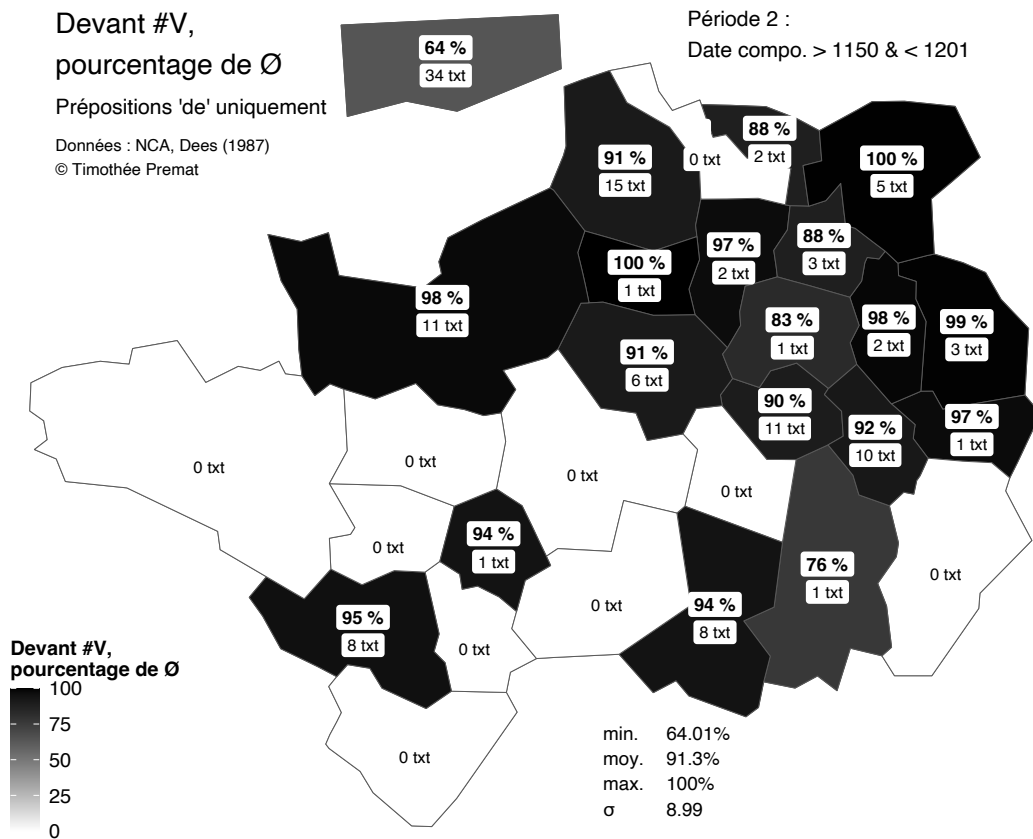 Devant #V,
pourcentage de Ø
Prépositions 'de' uniquement
Données : NCA, Dees (1987)
© Timothée Premat
Période 2 :
Date compo. > 1150 & < 1201
64 %
34 txt
91 %
15 txt
0 txt
88 %
2 txt
100 %
5 txt
98 %
11 txt
100 %
1 txt
97 %
2 txt
88 %
3 txt
91 %
6 txt
83 %
1 txt
98 %
2 txt
99 %
3 txt
90 %
11 txt
92 %
10 txt
97 %
1 txt
0 txt
0 txt
0 txt
0 txt
0 txt
94 %
1 txt
76 %
1 txt
0 txt
95 %
8 txt
0 txt
0 txt
94 %
8 txt
0 txt
Devant #V,
pourcentage de Ø
100
75
50
25
0
min. 64.01%
moy. 91.3%
max. 100%
σ 8.99